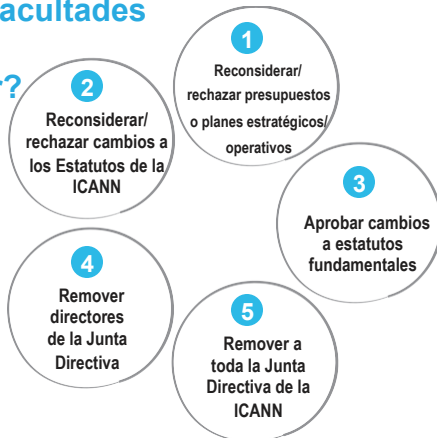 acultades
r?
1
Reconsiderar/
rechazar presupuestos
o planes estratégicos/
operativos
2
Reconsiderar/
rechazar cambios a
los Estatutos de la
ICANN
3
Aprobar cambios
a estatutos
fundamentales
4
Remover
directores
de la Junta
Directiva
5
Remover a
toda la Junta
Directiva de la
ICANN